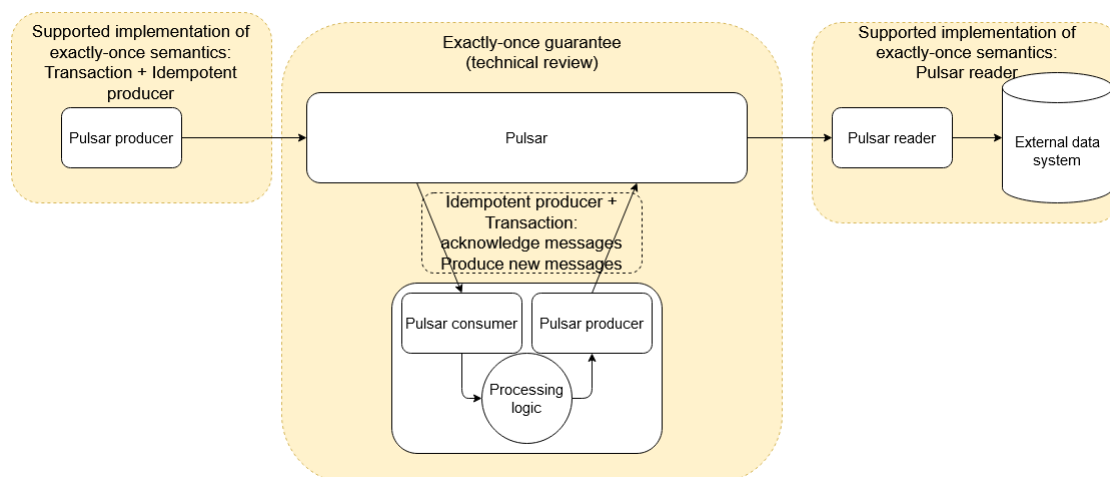 Supported implementation of
exactly-once semantics:
Transaction + Idempotent
producer
Pulsar producer
Exactly-once guarantee
(technical review)
Pulsar
Idempotent producer +
Transaction:
acknowledge messages
Produce new messages
Pulsar consumer
Pulsar producer
Processing
logic
Supported implementation of
exactly-once semantics:
Pulsar reader
Pulsar reader
External data
system